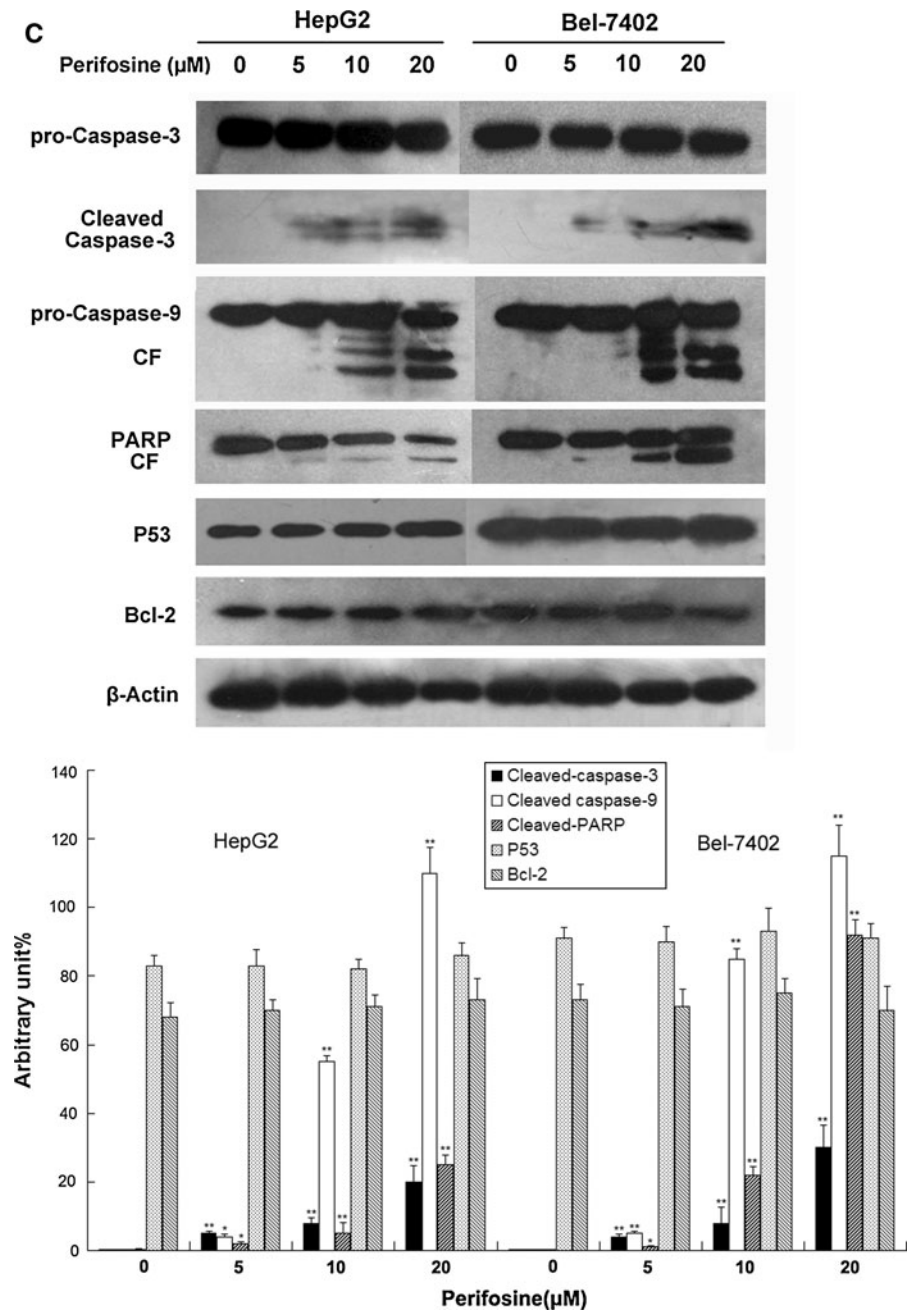 C
HepG2 Bel-7402
Perifosine (μM) 0 5 10 20 0 5 10 20
pro-Caspase-3
Cleaved
Caspase-3
pro-Caspase-9
CF
PARP
CF
P53
Bcl-2
β-Actin
140
120
100
80
60
40
20
0
Arbitrary unit%
HepG2
Bel-7402
Cleaved-caspase-3
Cleaved caspase-9
Cleaved-PARP
P53
Bcl-2
** * *
** ** **
** ** **
** ** *
** ** **
** ** **
0 5 10 20 0 5 10 20
Perifosine(μM)